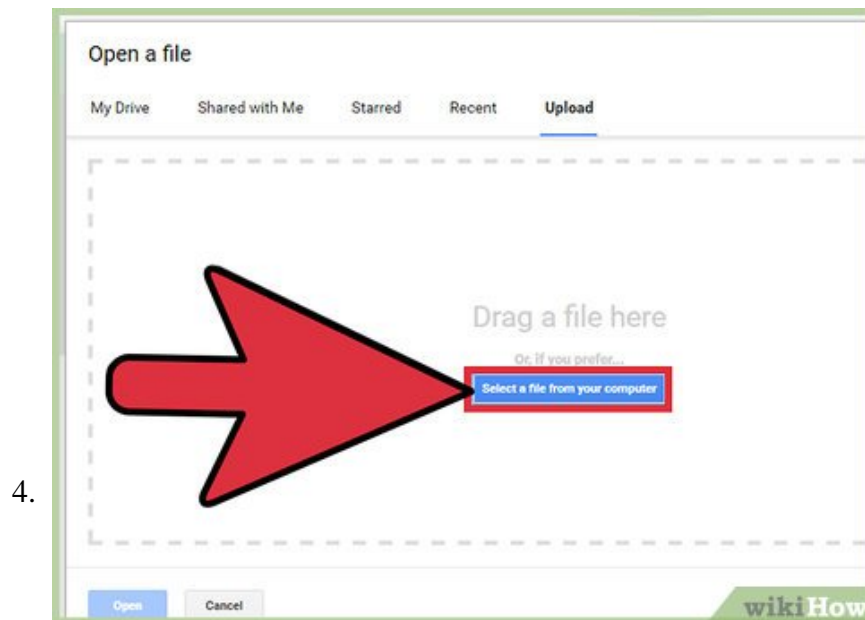 Open a file
My Drive Shared with Me Starred Recent Upload
Drag a file here
Or, if you prefer...
Select a file from your computer
4.
Open Cancel
wikiHow